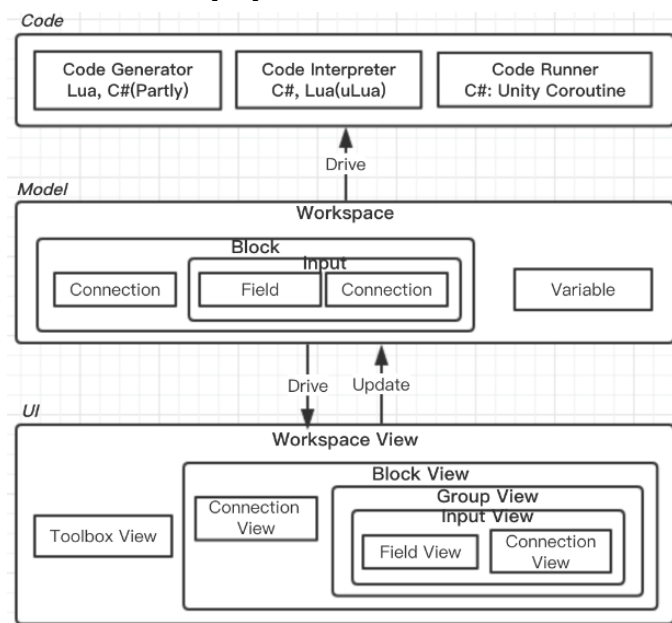 Code
Code Generator
Lua, C#(Partly)
Code Interpreter
C#, Lua(uLua)
Code Runner
C#: Unity Coroutine
Drive
Model
Workspace
Block
Input
Connection
Field
Connection
Variable
Drive
Update
UI
Workspace View
Block View
Group View
Input View
Toolbox View
Connection
View
Field View
Connection
View